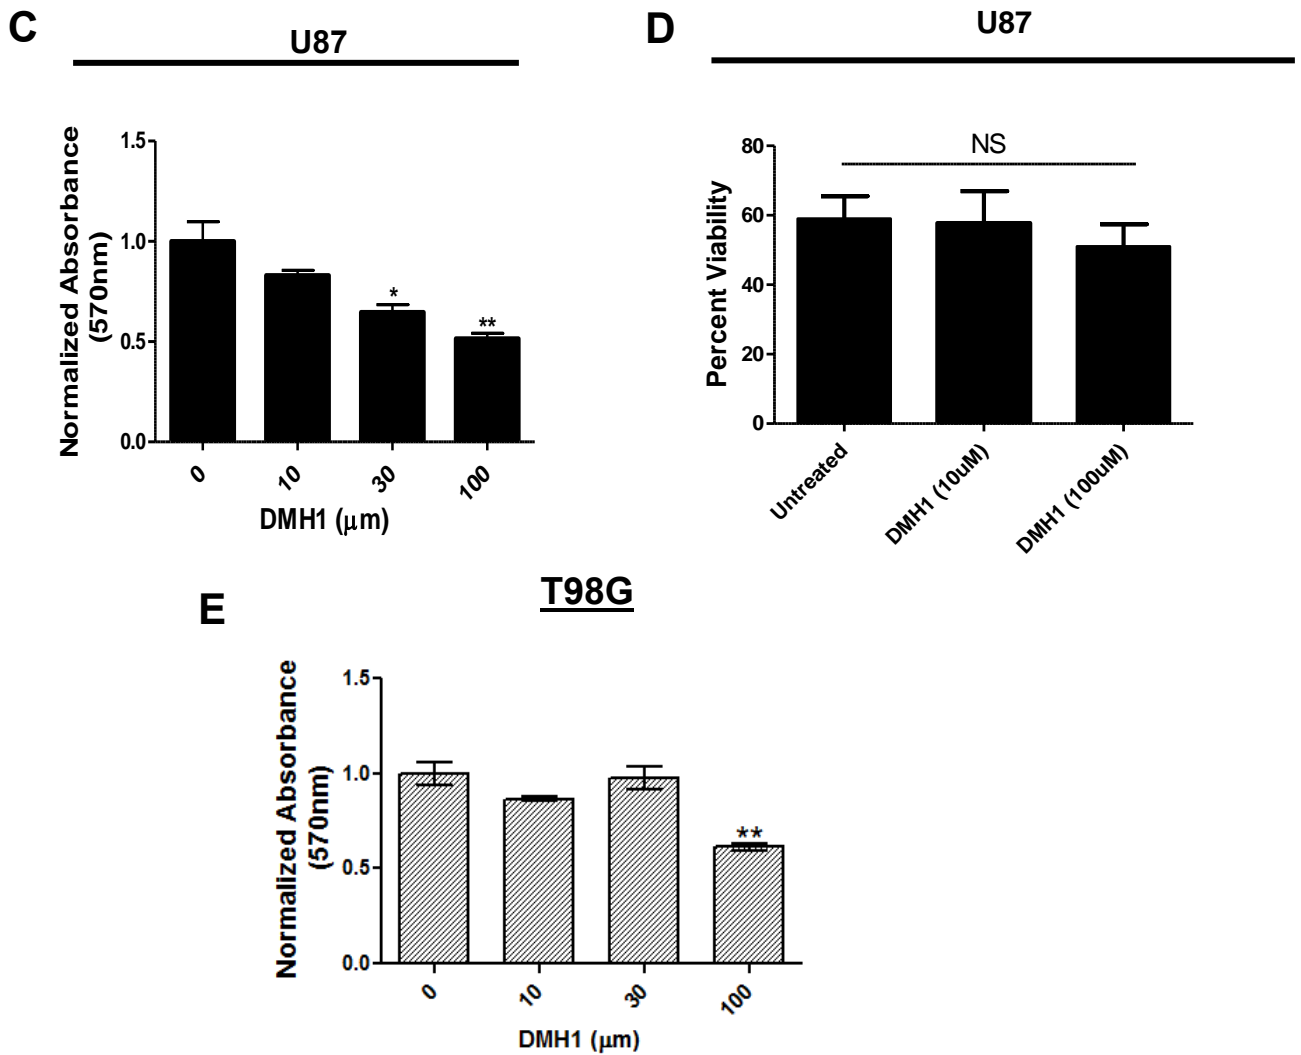 C
U87
Normalized Absorbance
(570nm)
1.5
1.0
0.5
0.0
*
**
0
10
30
100
DMH1 (μm)
D
U87
Percent Viability
80
60
40
20
0
NS
Untreated
DMH1 (10uM)
DMH1 (100uM)
E
T98G
Normalized Absorbance
(570nm)
1.5
1.0
0.5
0.0
**
0
10
30
100
DMH1 (μm)